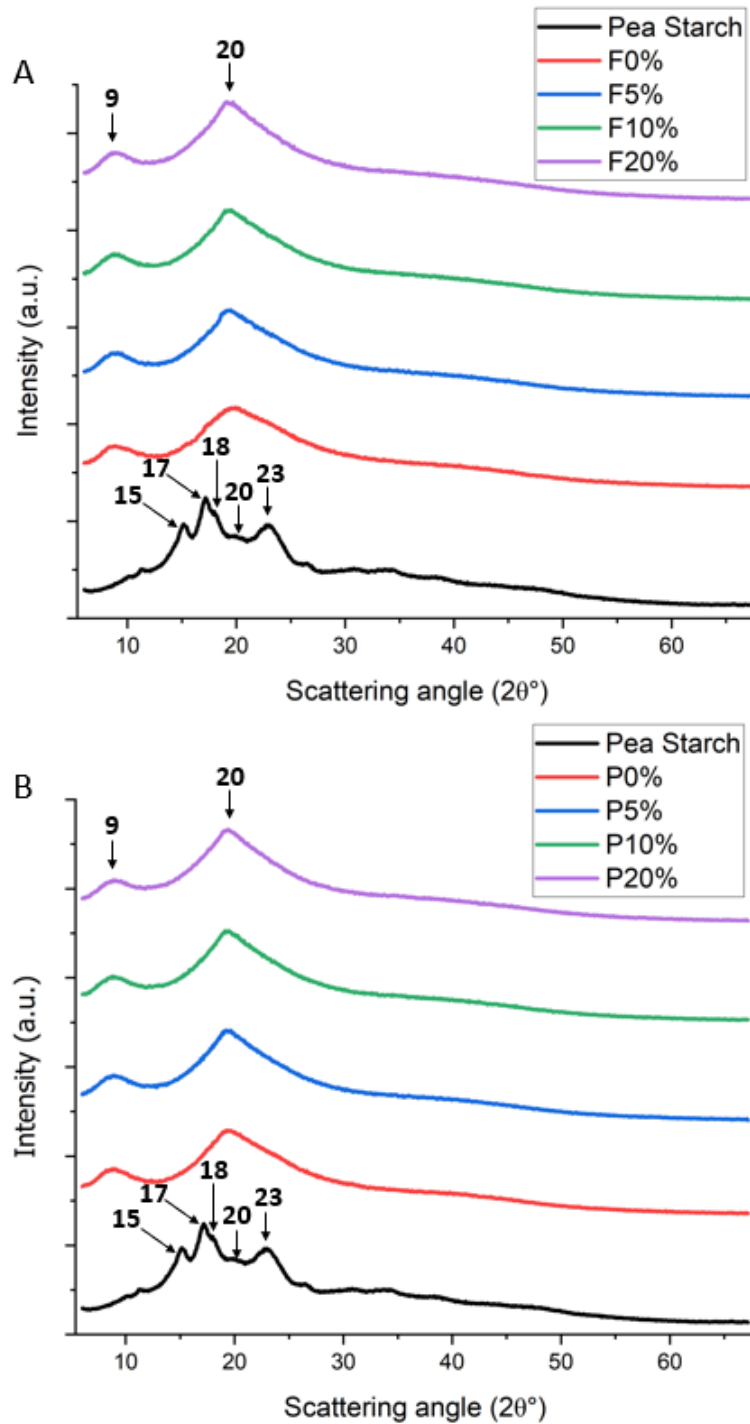 A
Pea Starch
F0%
F5%
F10%
F20%
9
20
17
18
15
20
23
Intensity (a.u.)
10 20 30 40 50 60
Scattering angle (2θ°)
B
Pea Starch
P0%
P5%
P10%
P20%
9
20
17
18
15
20
23
Intensity (a.u.)
10 20 30 40 50 60
Scattering angle (2θ°)